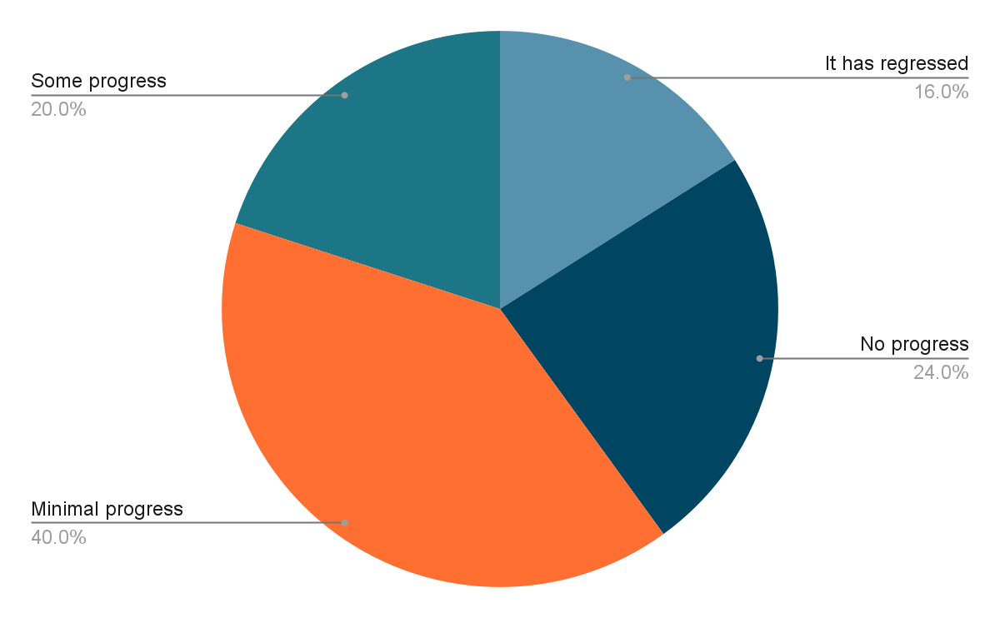 It has regressed
16.0%
No progress
24.0%
Minimal progress
40.0%
Some progress
20.0%